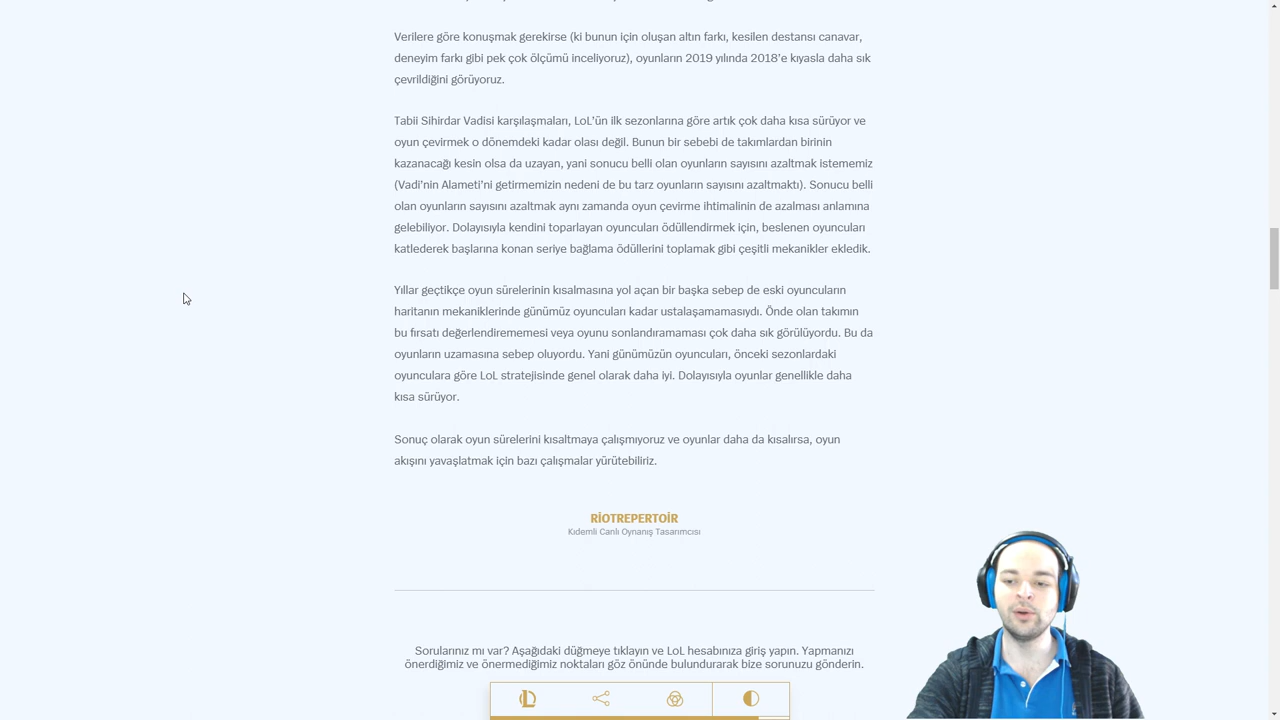 Verilere göre konuşmak gerekirse (ki bunun için oluşan altın farkı, kesilen destansı canavar,
deneyim farkı gibi pek çok ölçümü inceliyoruz), oyunların 2019 yılında 2018'e kıyasla daha sık
çevrildiğini görüyoruz.
Tabii Sihirdar Vadisi karşılaşmaları, LoL'ün ilk sezonlarına göre artık çok daha kısa sürüyor ve
oyun çevirmek o dönemdeki kadar olası değil. Bunun bir sebebi de takımlardan birinin
kazanacağı kesin olsa da uzayan, yani sonucu belli olan oyunların sayısını azaltmak istememiz
(Vadi'nin Alameti'ni getirmemizin nedeni de bu tarz oyunların sayısını azaltmaktı). Sonucu belli
olan oyunların sayısını azaltmak aynı zamanda oyun çevirme ihtimalinin de azalması anlamına
gelebiliyor. Dolayısıyla kendini toparlayan oyuncuları ödüllendirmek için, beslenen oyuncuları
katlederek başlarına konan seriye bağlama ödüllerini toplamak gibi çeşitli mekanikler ekledik.
Yıllar geçtikçe oyun sürelerinin kısalmasına yol açan bir başka sebep de eski oyuncuların
haritanın mekaniklerinde günümüz oyuncuları kadar ustalaşamamasıydı. Önde olan takımın
bu fırsatı değerlendirememesi veya oyunu sonlandıramaması çok daha sık görülüyordu. Bu da
oyunların uzamasına sebep oluyordu. Yani günümüzün oyuncuları, önceki sezonlardaki
oyunculara göre LoL stratejisinde genel olarak daha iyi. Dolayısıyla oyunlar genellikle daha
kısa sürüyor.
Sonuç olarak oyun sürelerini kısaltmaya çalışmıyoruz ve oyunlar daha da kısalırsa, oyun
akışını yavaşlatmak için bazı çalışmalar yürütebiliriz.
RİOTREPERTOİR
Kıdemli Canlı Oynanış Tasarımcısı
Sorularınız mı var? Aşağıdaki düğmeye tıklayın ve LoL hesabınıza giriş yapın. Yapmanızı
önerdiğimiz ve önermediğimiz noktaları göz önünde bulundurarak bize sorunuzu gönderin.